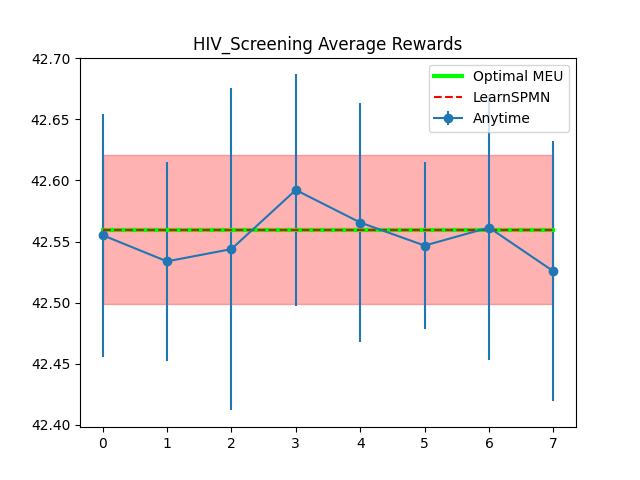 HIV_Screening Average Rewards
42.70
42.65
42.60
42.55
42.50
42.45
42.40
0 1 2 3 4 5 6 7
Optimal MEU
LearnSPMN
Anytime